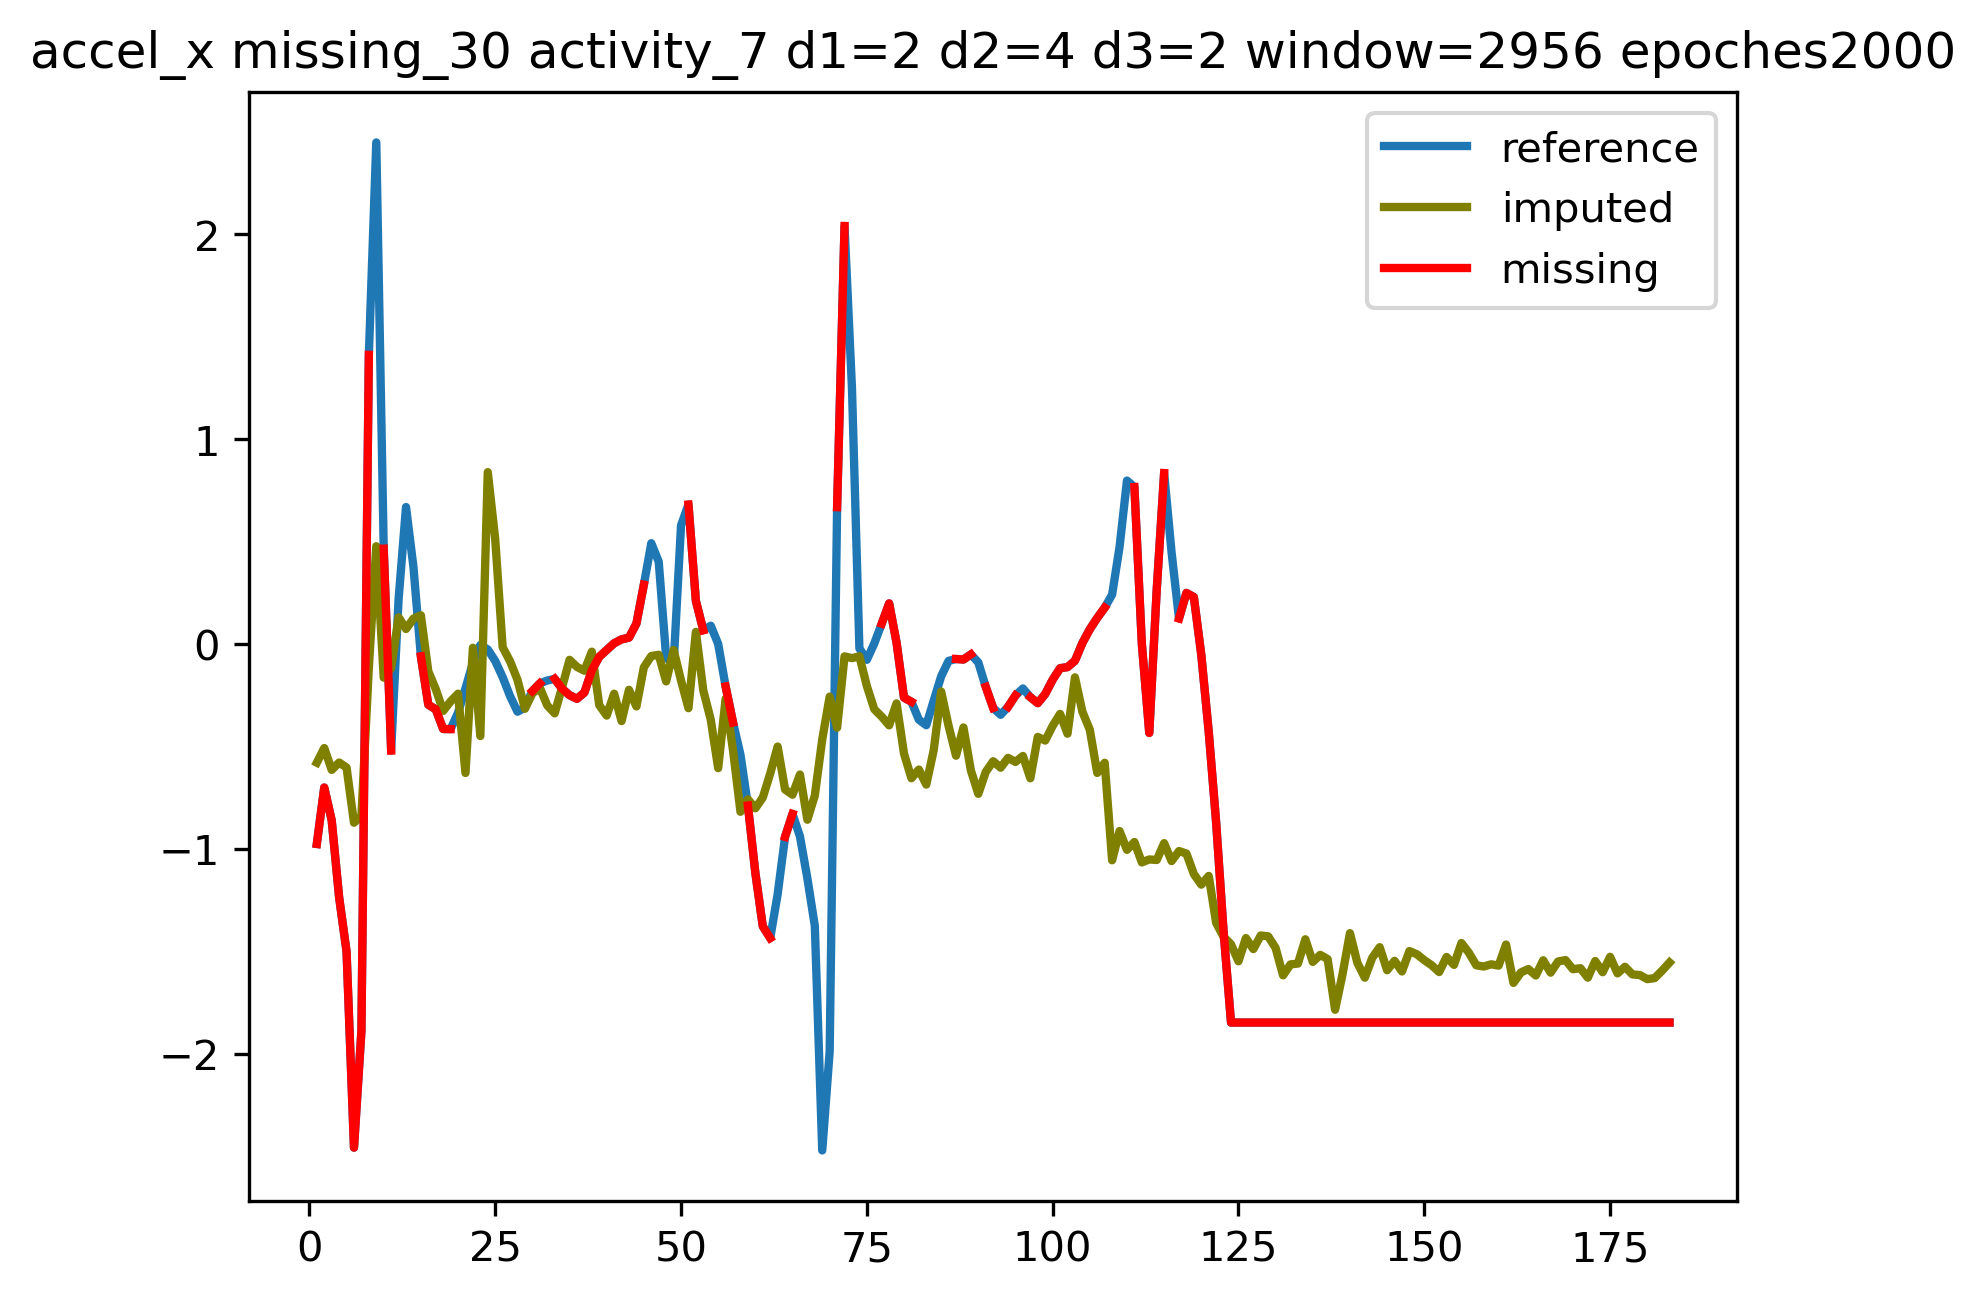 accel_x missing_30 activity_7 d1=2 d2=4 d3=2 window=2956 epoches2000
reference
imputed
missing
2
1
0
−1
−2
0 25 50 75 100 125 150 175